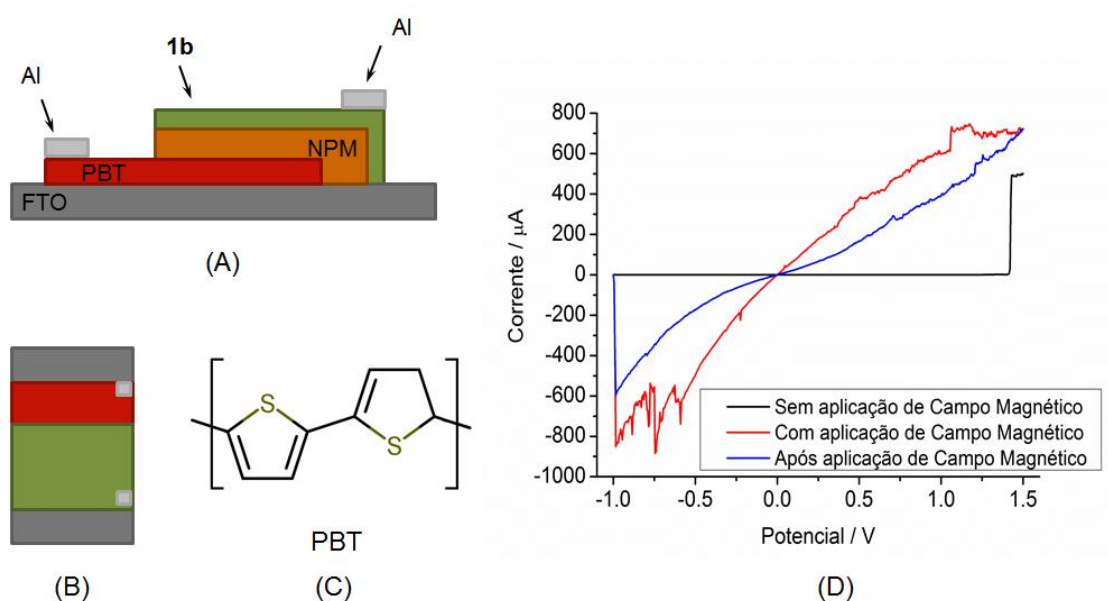 Al
1b
Al
NPM
PBT
FTO
(A)
(B)
S
S
PBT
(C)
Corrente / μA
800
600
400
200
0
-200
-400
-600
-800
-1000
Sem aplicação de Campo Magnético
Com aplicação de Campo Magnético
Após aplicação de Campo Magnético
-1.0 -0.5 0.0 0.5 1.0 1.5
Potencial / V
(D)